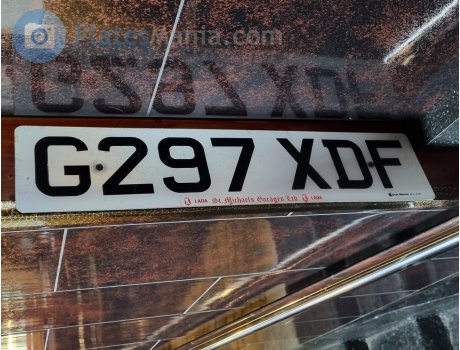 PlatesMania.com
G297 XDF
LADA St Michaels Garages Ltd. LADA